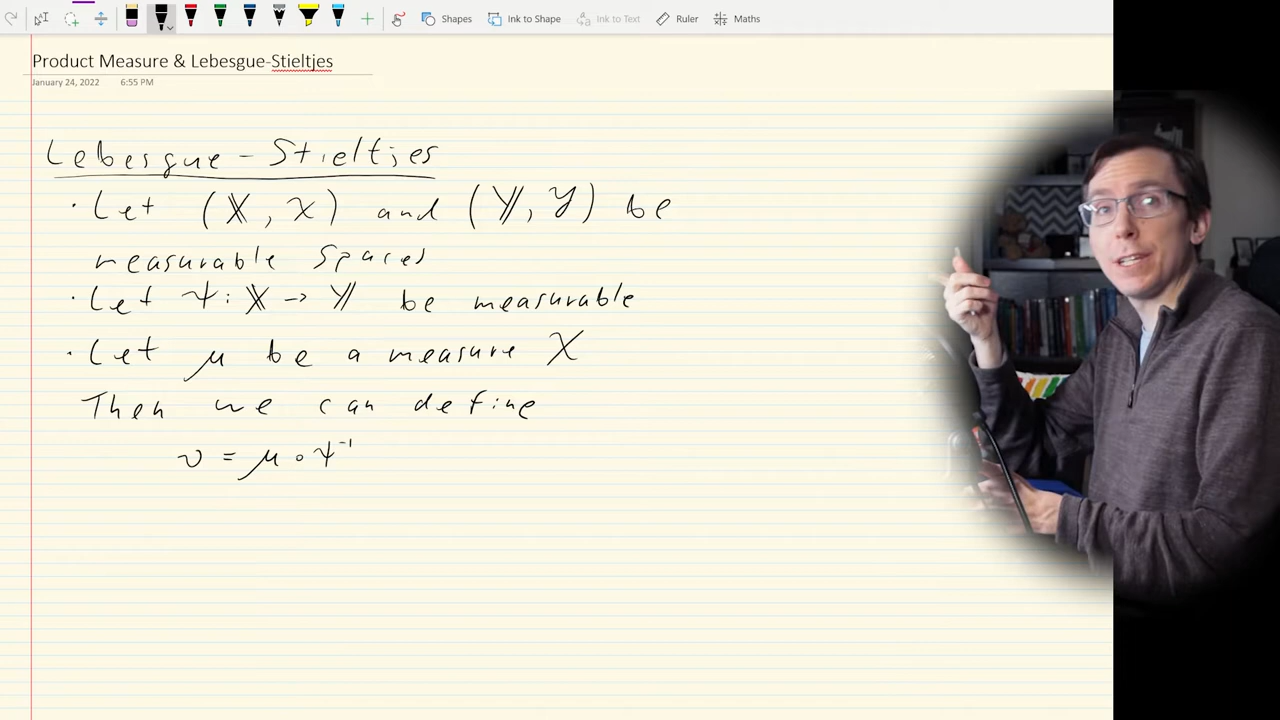 Shapes Ink to Shape Ink to Text Ruler Maths
Product Measure & Lebesgue-Stieltjes
January 24, 2022 6:55 PM
Lebesgue - Stieltjes
· Let (𝕏, 𝒳) and (𝕐, 𝒴) be
measurable spaces
· Let ψ: 𝕏 → 𝕐 be measurable
· Let μ be a measure 𝒳
Then we can define
ν = μ ∘ ψ⁻¹